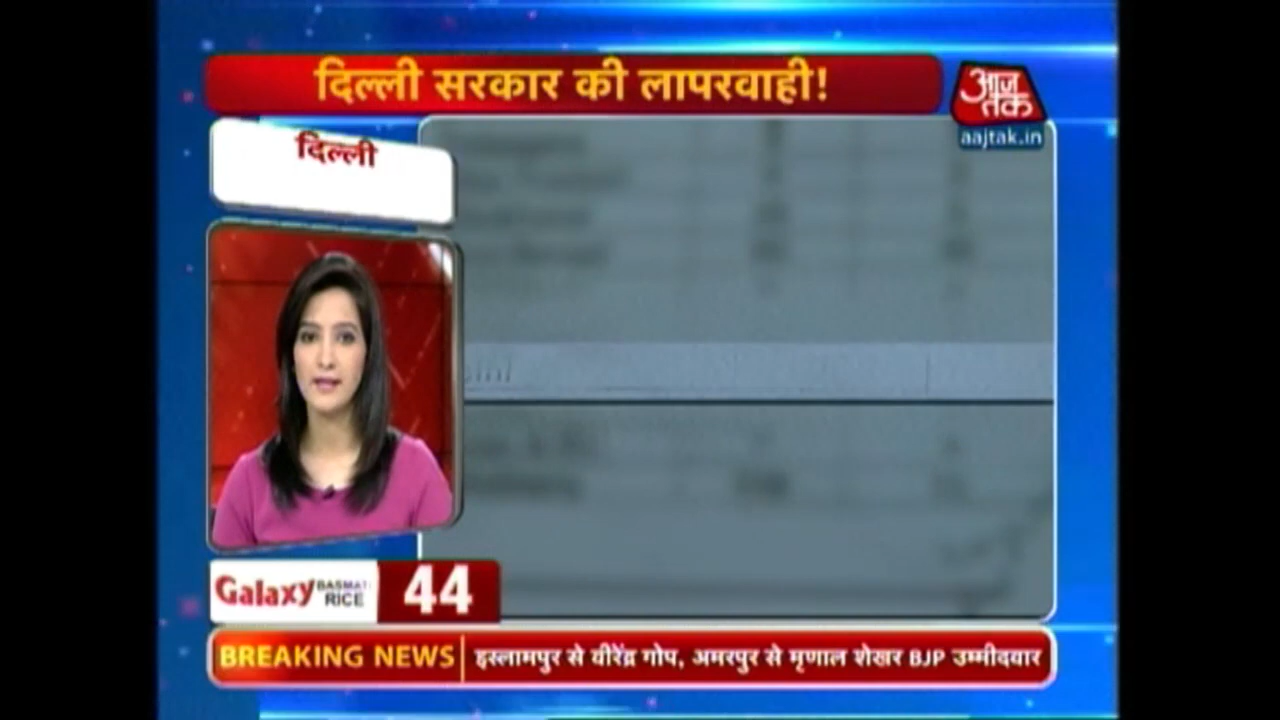 दिल्ली सरकार की लापरवाही!
आज
तक
aajtak.in
दिल्ली
Galaxy BASMATI
RICE
44
BREAKING NEWS इस्लामपुर से वीरेंद्र गोप, अमरपुर से मृणाल शेखर BJP उम्मीदवार